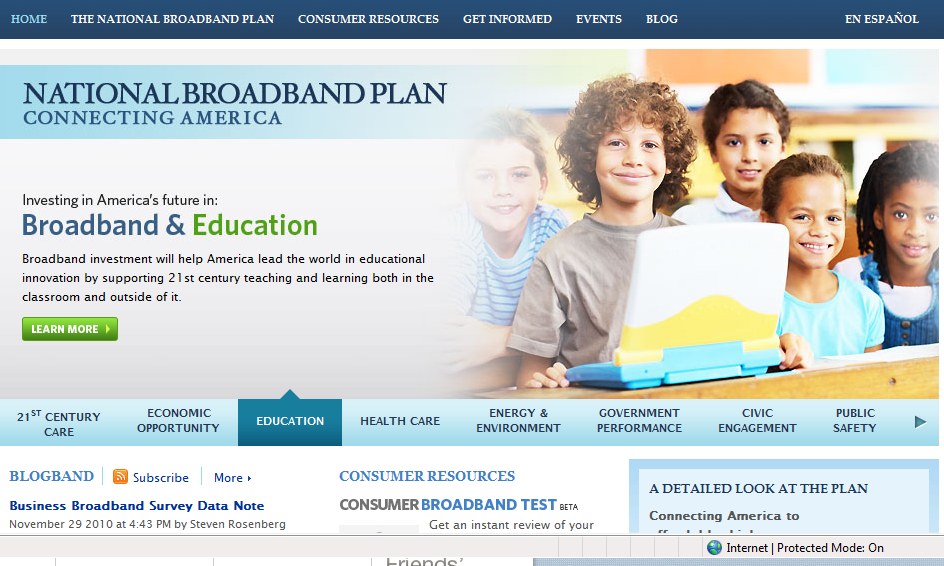 HOME THE NATIONAL BROADBAND PLAN CONSUMER RESOURCES GET INFORMED EVENTS BLOG EN ESPAÑOL
NATIONAL BROADBAND PLAN
CONNECTING AMERICA
Investing in America's future in:
Broadband & Education
Broadband investment will help America lead the world in educational
innovation by supporting 21st century teaching and learning both in the
classroom and outside of it.
LEARN MORE
21ST CENTURY
CARE
ECONOMIC
OPPORTUNITY
EDUCATION
HEALTH CARE
ENERGY &
ENVIRONMENT
GOVERNMENT
PERFORMANCE
CIVIC
ENGAGEMENT
PUBLIC
SAFETY
BLOGBAND Subscribe More
Business Broadband Survey Data Note
November 29 2010 at 4:43 PM by Steven Rosenberg
CONSUMER RESOURCES
CONSUMER BROADBAND TEST BETA
Get an instant review of your
A DETAILED LOOK AT THE PLAN
Connecting America to
Internet | Protected Mode: On
Friends'